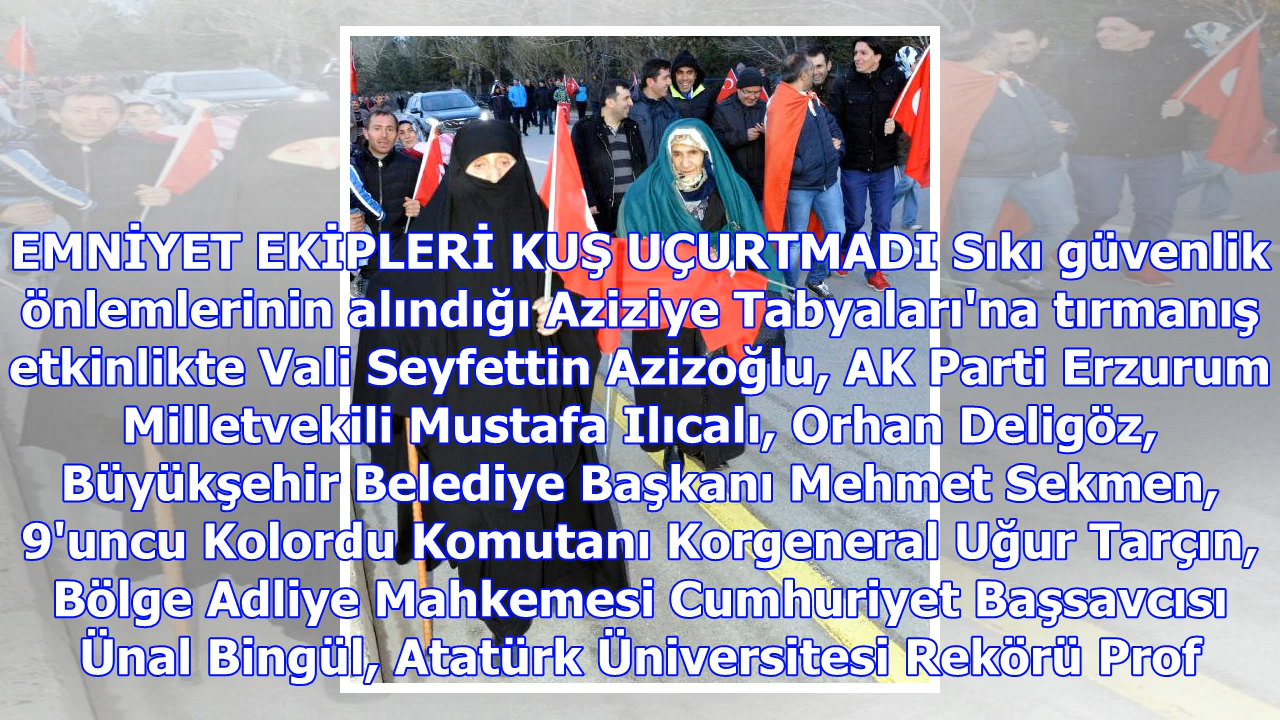 EMNİYET EKİPLERİ KUŞ UÇURTMADI Sıkı güvenlik
önlemlerinin alındığı Aziziye Tabyaları'na tırmanış
etkinlikte Vali Seyfettin Azizoğlu, AK Parti Erzurum
Milletvekili Mustafa Ilıcalı, Orhan Deligöz,
Büyükşehir Belediye Başkanı Mehmet Sekmen,
9'uncu Kolordu Komutanı Korgeneral Uğur Tarçın,
Bölge Adliye Mahkemesi Cumhuriyet Başsavcısı
Ünal Bingül, Atatürk Üniversitesi Rekörü Prof